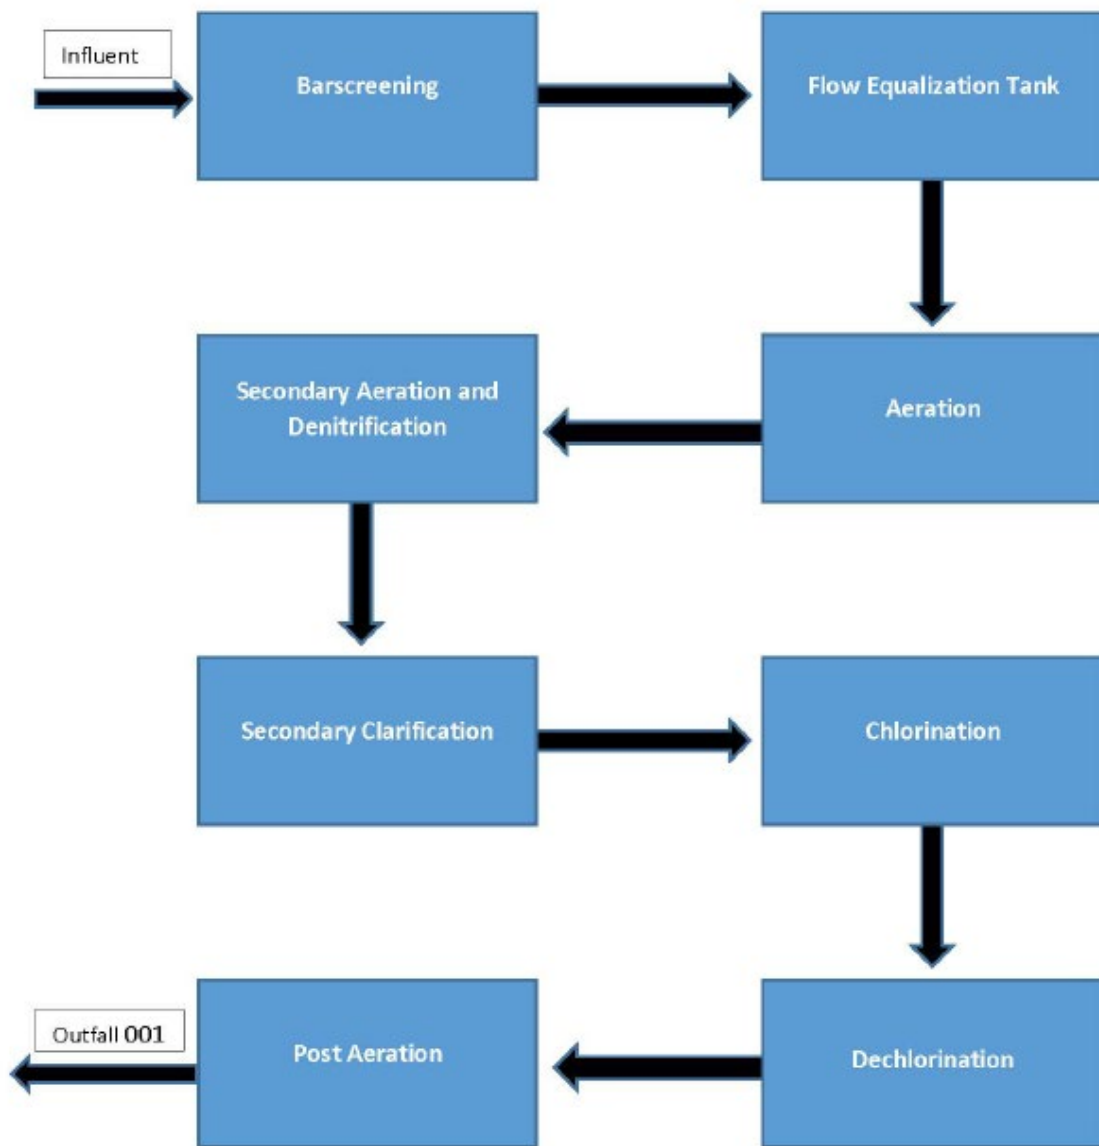 Influent
Barscreening
Flow Equalization Tank
Aeration
Secondary Aeration and
Denitrification
Secondary Clarification
Chlorination
Dechlorination
Post Aeration
Outfall 001